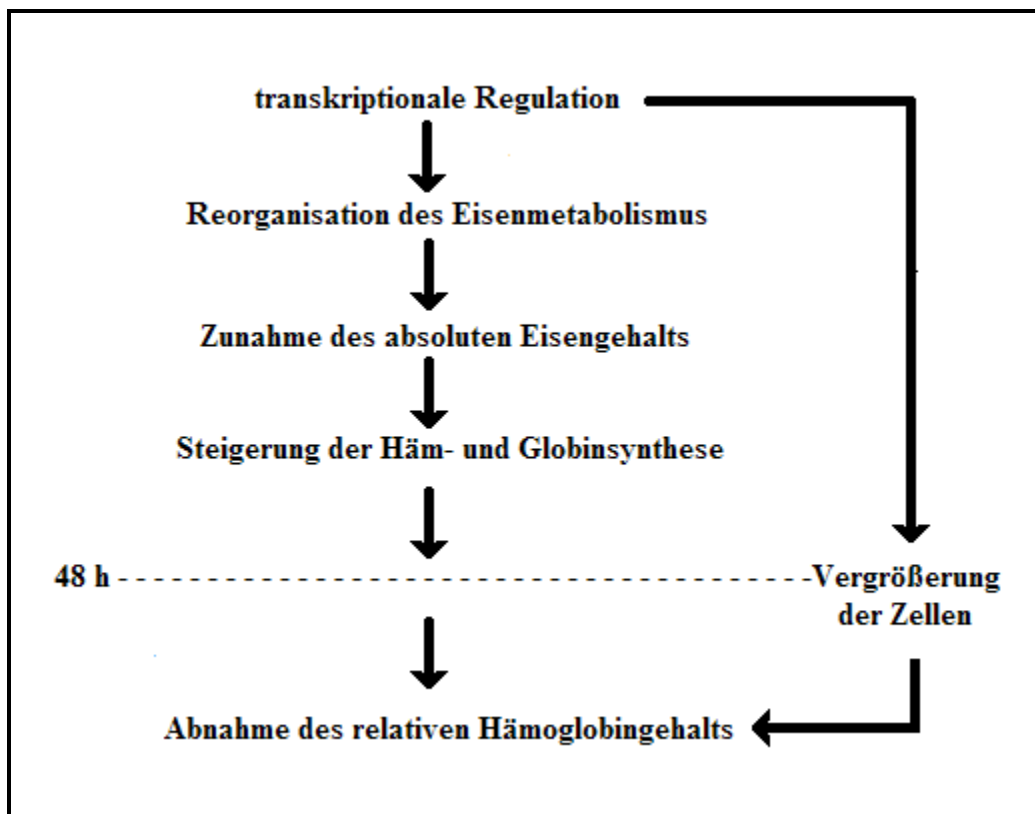 transkriptionale Regulation
Reorganisation des Eisenmetabolismus
Zunahme des absoluten Eisengehalts
Steigerung der Häm- und Globinsynthese
48 h
Vergrößerung
der Zellen
Abnahme des relativen Hämoglobingehalts